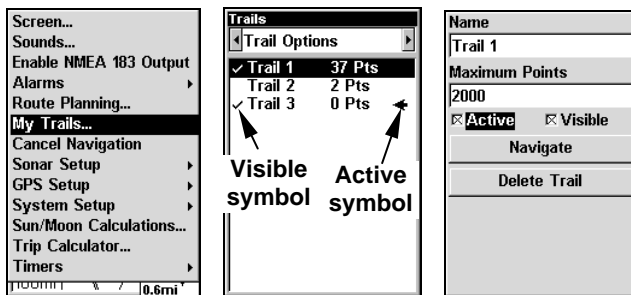 Screen...
Sounds...
Enable NMEA 183 Output
Alarms
Route Planning...
My Trails...
Cancel Navigation
Sonar Setup
GPS Setup
System Setup
Sun/Moon Calculations...
Trip Calculator...
Timers
0.6mi
Trails
Trail Options
Trail 1 37 Pts
Trail 2 2 Pts
Trail 3 0 Pts
Visible symbol
Active symbol
Name
Trail 1
Maximum Points
2000
Active Visible
Navigate
Delete Trail